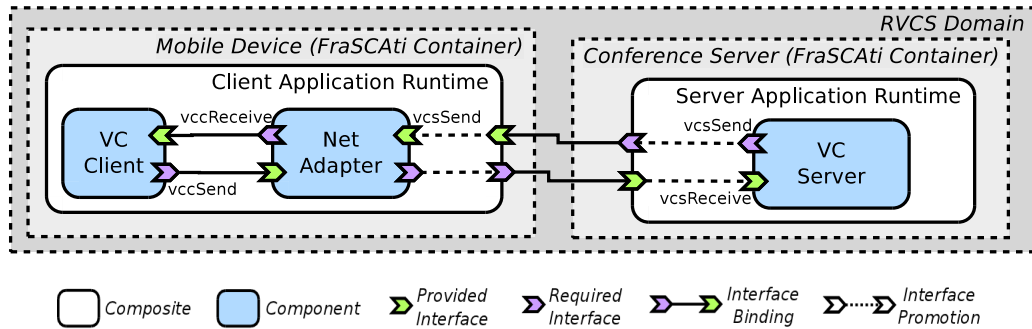 RVCS Domain
Mobile Device (FraSCAti Container)
Conference Server (FraSCAti Container)
Client Application Runtime
Server Application Runtime
vccReceive
vcsSend
VC
Client
Net
Adapter
vccSend
vcsSend
VC
Server
vcsReceive
Composite
Component
Provided
Interface
Required
Interface
Interface
Binding
Interface
Promotion